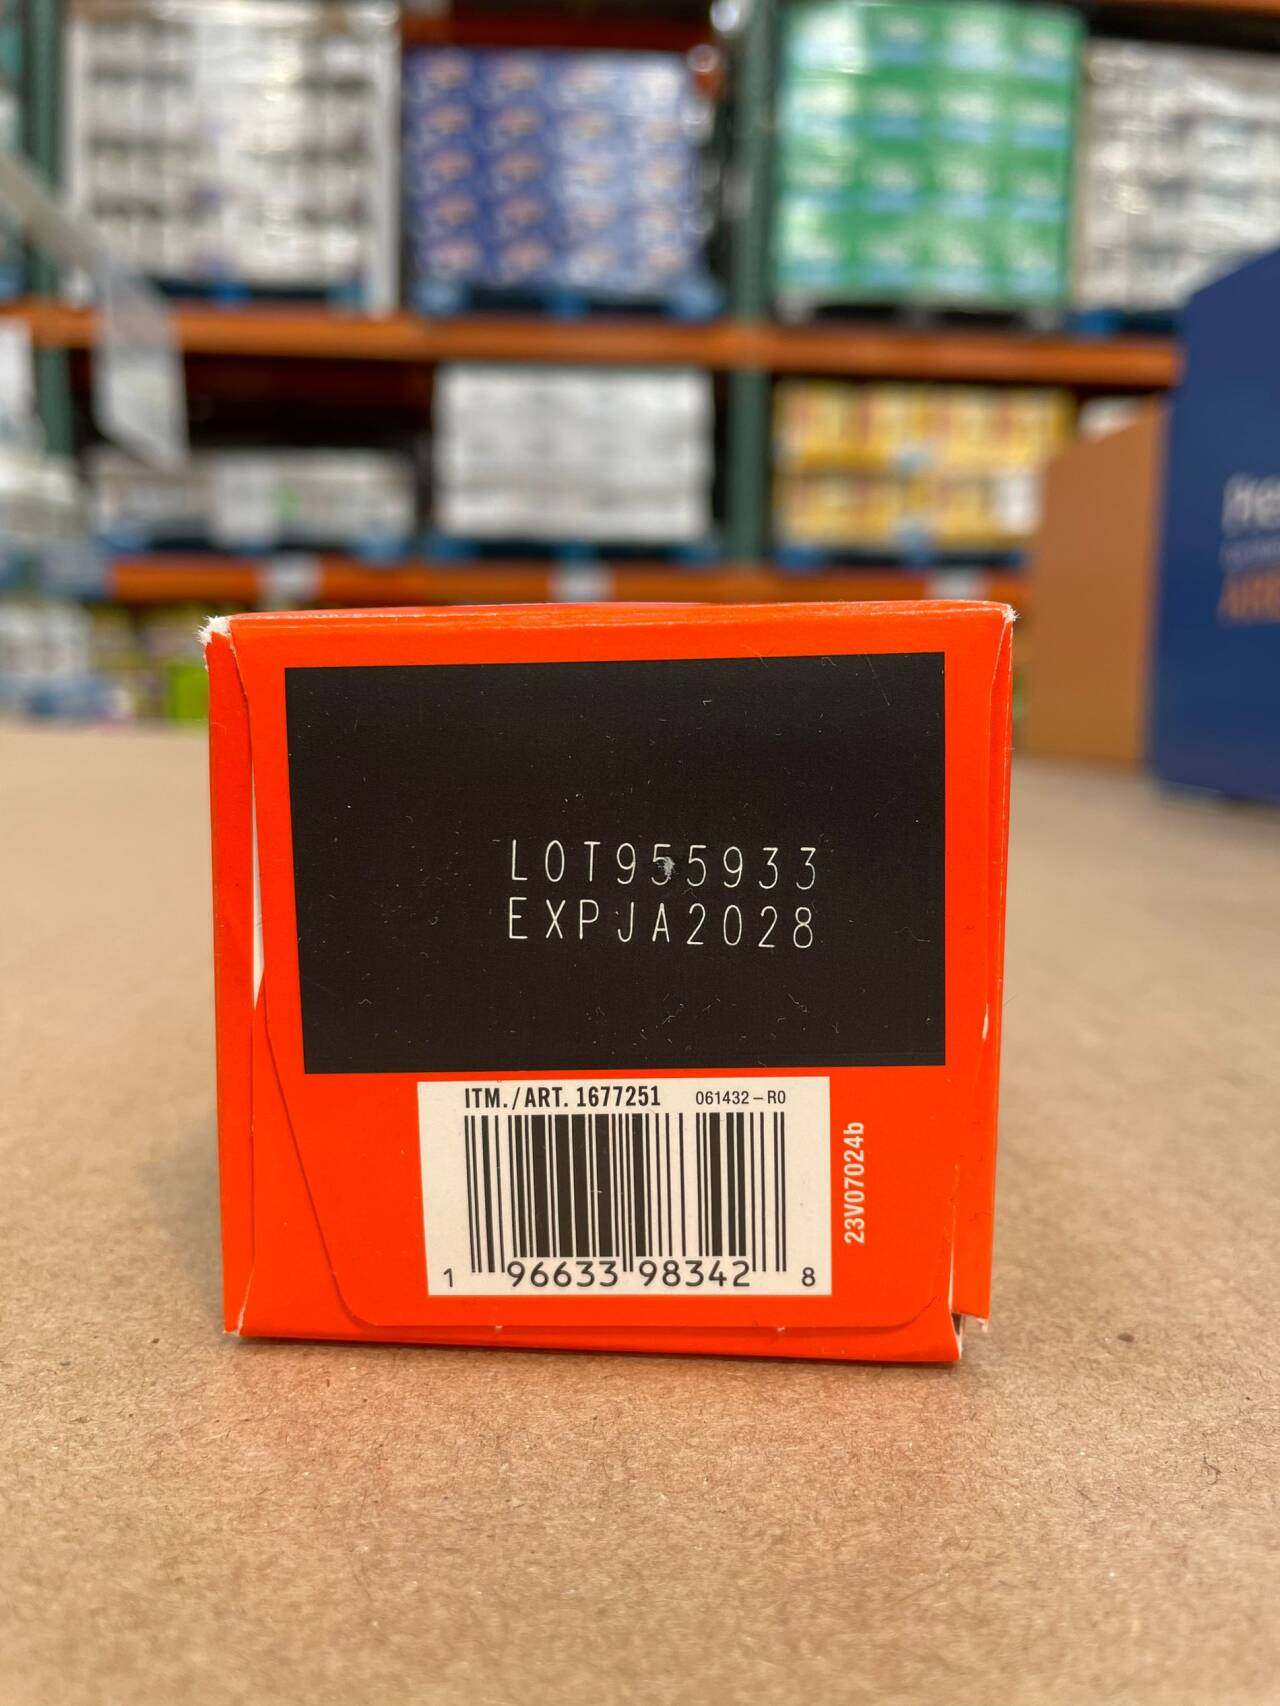 LOT955933
EXPJA2028
ITM./ART. 1677251 061432-R0
1 96633 98342 8
23V07024b